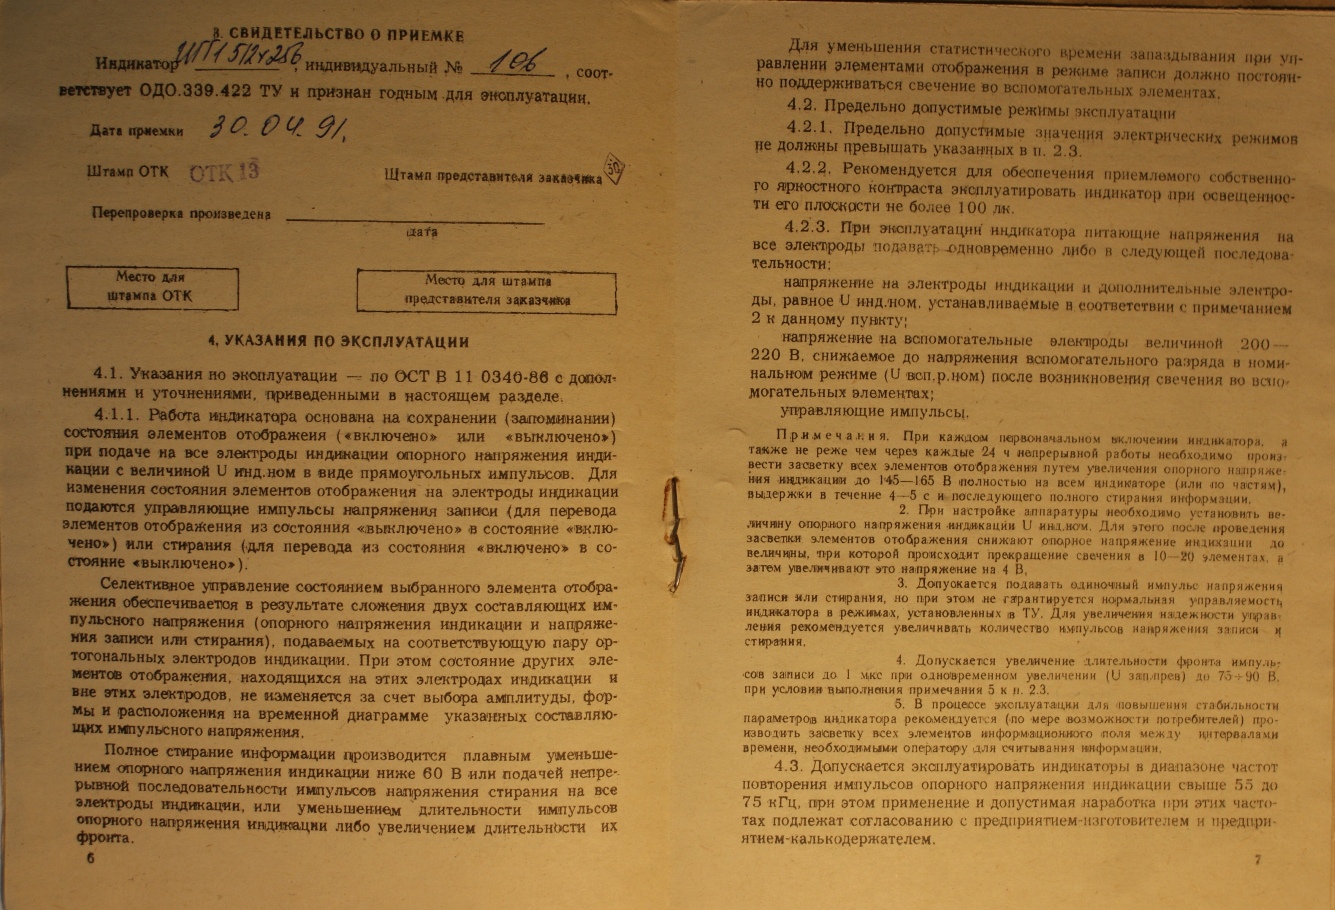 3. СВИДЕТЕЛЬСТВО О ПРИЕМКЕ
Индикатор ИГГ1 512х256, индивидуальный № 106, соот-
ветствует ОДО.339.422 ТУ и признан годным для эксплуатации.
Дата приемки 30.04.91.
Штамп ОТК ОТК 13 Штамп представителя заказчика 30
Перепроверка произведена
дата
Место для
штампа ОТК
Место для штампа
представителя заказчика
4. УКАЗАНИЯ ПО ЭКСПЛУАТАЦИИ
4.1. Указания по эксплуатации — по ОСТ В 11 0340-86 с допол-
нениями и уточнениями, приведенными в настоящем разделе.
4.1.1. Работа индикатора основана на сохранении (запоминании)
состояния элементов отображеия («включено» или «выключено»)
при подаче на все электроды индикации опорного напряжения инди-
кации с величиной U инд.ном в виде прямоугольных импульсов. Для
изменения состояния элементов отображения на электроды индикации
подаются управляющие импульсы напряжения записи (для перевода
элементов отображения из состояния «выключено» в состояние «вклю-
чено») или стирания (для перевода из состояния «включено» в со-
стояние «выключено»).
Селективное управление состоянием выбранного элемента отобра-
жения обеспечивается в результате сложения двух составляющих им-
пульсного напряжения (опорного напряжения индикации и напряже-
ния записи или стирания), подаваемых на соответствующую пару ор-
тогональных электродов индикации. При этом состояние других эле-
ментов отображения, находящихся на этих электродах индикации и
вне этих электродов, не изменяется за счет выбора амплитуды, фор-
мы и расположения на временной диаграмме указанных составляю-
щих импульсного напряжения.
Полное стирание информации производится плавным уменьше-
нием опорного напряжения индикации ниже 60 В или подачей непре-
рывной последовательности импульсов напряжения стирания на все
электроды индикации, или уменьшением длительности импульсов
опорного напряжения индикации либо увеличением длительности их
фронта.
6
Для уменьшения статистического времени запаздывания при уп-
равлении элементами отображения в режиме записи должно постоян-
но поддерживаться свечение во вспомогательных элементах.
4.2. Предельно допустимые режимы эксплуатации
4.2.1. Предельно допустимые значения электрических режимов
не должны превышать указанных в п. 2.3.
4.2.2. Рекомендуется для обеспечения приемлемого собственно-
го яркостного контраста эксплуатировать индикатор при освещеннос-
ти его плоскости не более 100 лк.
4.2.3. При эксплуатации индикатора питающие напряжения на
все электроды подавать одновременно либо в следующей последова-
тельности:
напряжение на электроды индикации и дополнительные электро-
ды, равное U инд.ном, устанавливаемые в соответствии с примечанием
2 к данному пункту;
напряжение на вспомогательные электроды величиной 200—
220 В, снижаемое до напряжения вспомогательного разряда в номи-
нальном режиме (U всп.р.ном) после возникновения свечения во вспо-
могательных элементах;
управляющие импульсы.
Примечания. При каждом первоначальном включении индикатора, а
также не реже чем через каждые 24 ч непрерывной работы необходимо произ-
вести засветку всех элементов отображения путем увеличения опорного напряже-
ния индикации до 145—165 В полностью на всем индикаторе (или по частям),
выдержки в течение 4—5 с и последующего полного стирания информации.
2. При настройке аппаратуры необходимо установить ве-
личину опорного напряжения индикации U инд.ном. Для этого после проведения
засветки элементов отображения снижают опорное напряжение индикации до
величины, при которой происходит прекращение свечения в 10—20 элементах, а
затем увеличивают это напряжение на 4 В.
3. Допускается подавать одиночный импульс напряжения
записи или стирания, но при этом не гарантируется нормальная управляемость
индикатора в режимах, установленных в ТУ. Для увеличения надежности управ-
ления рекомендуется увеличивать количество импульсов напряжения записи и
стирания.
4. Допускается увеличение длительности фронта импуль-
сов записи до 1 мкс при одновременном увеличении (U зап.прев) до 75÷90 В,
при условии выполнения примечания 5 к п. 2.3.
5. В процессе эксплуатации для повышения стабильности
параметров индикатора рекомендуется (по мере возможности потребителей) про-
изводить засветку всех элементов информационного поля между интервалами
времени, необходимыми оператору для считывания информации.
4.3. Допускается эксплуатировать индикаторы в диапазоне частот
повторения импульсов опорного напряжения индикации свыше 55 до
75 кГц, при этом применение и допустимая наработка при этих часто-
тах подлежат согласованию с предприятием-изготовителем и предпри-
ятием-калькодержателем.
7